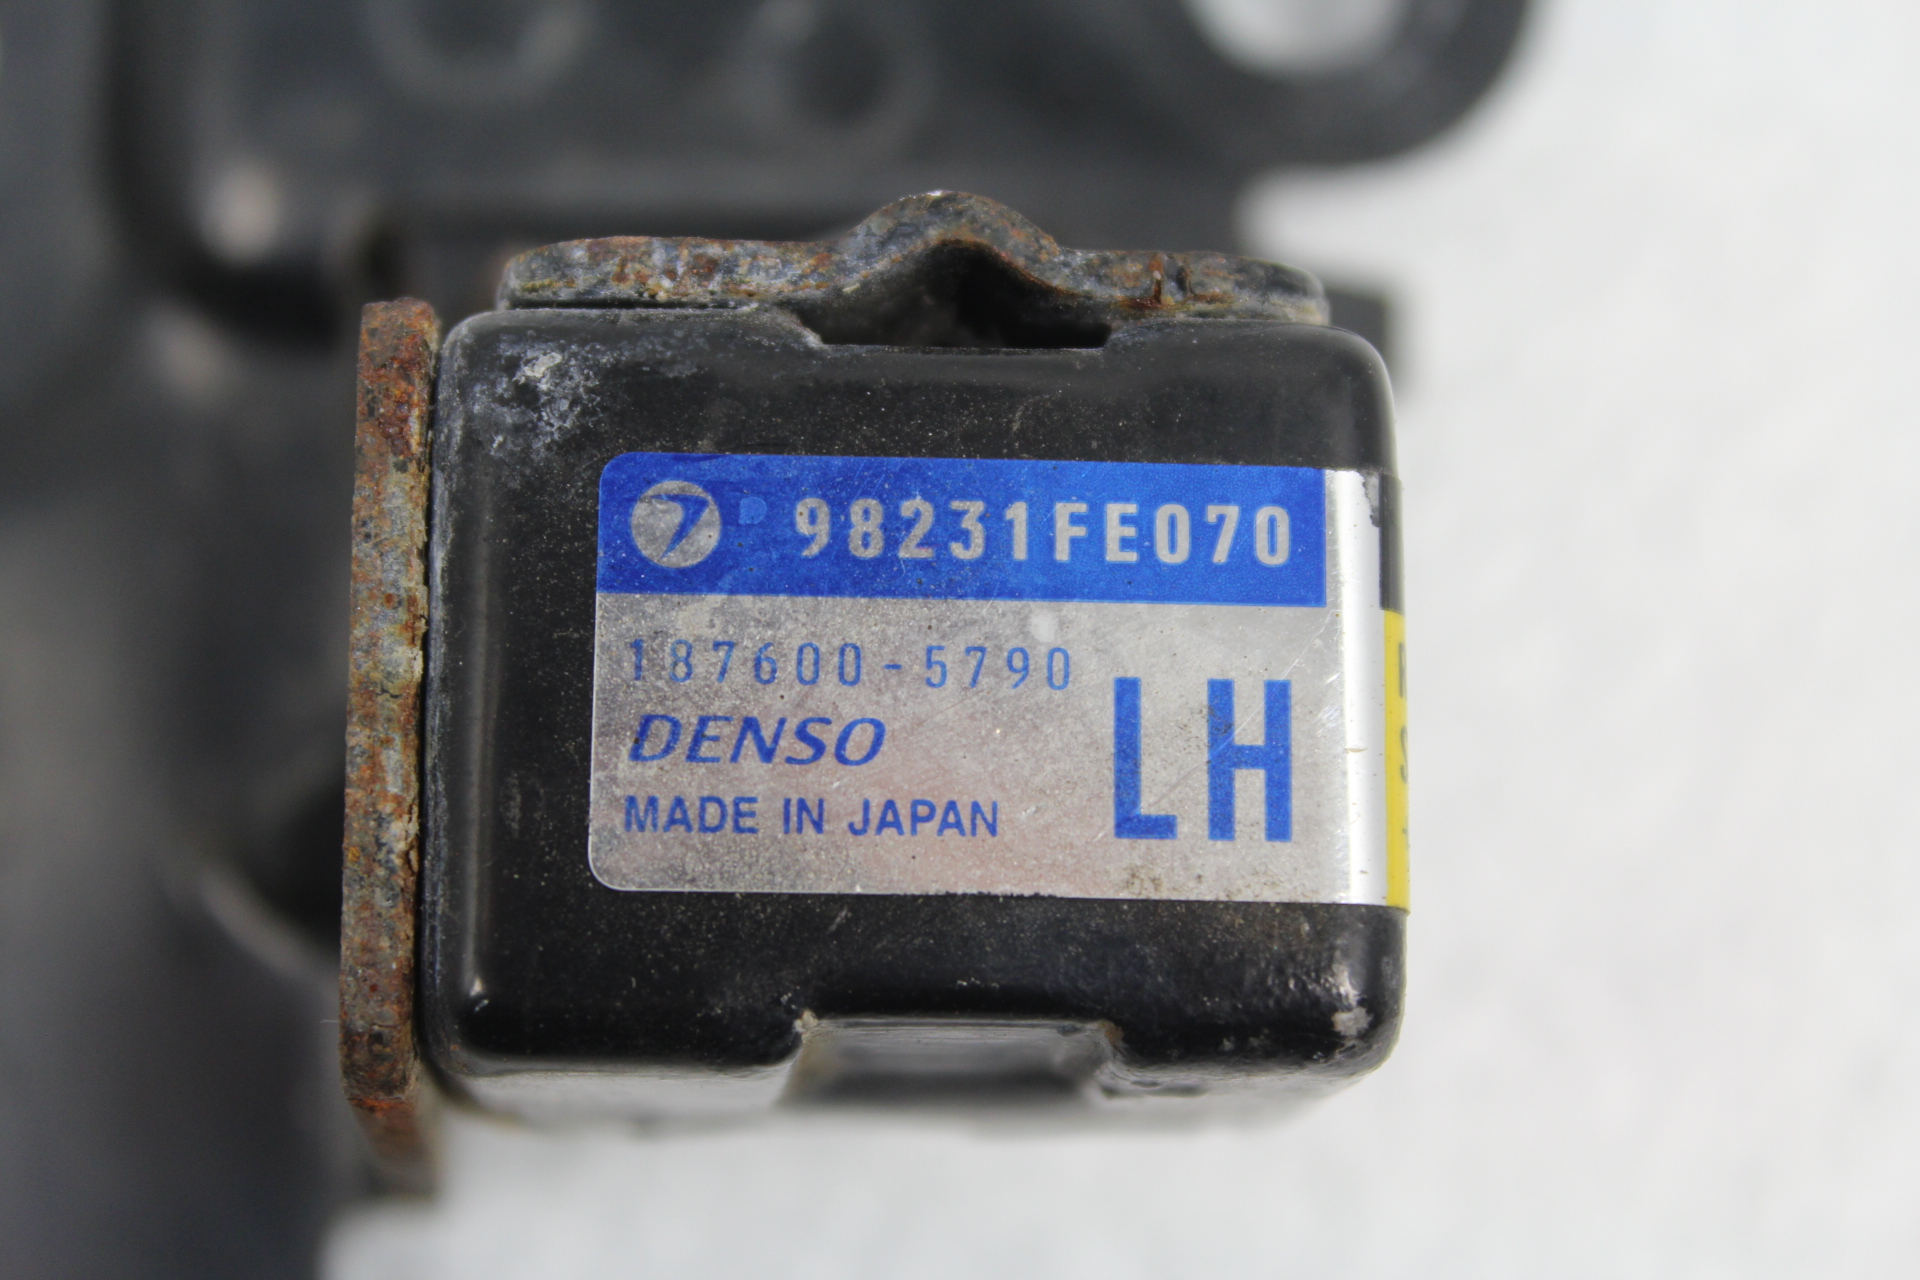 98231FE070
187600-5790
DENSO
LH
MADE IN JAPAN